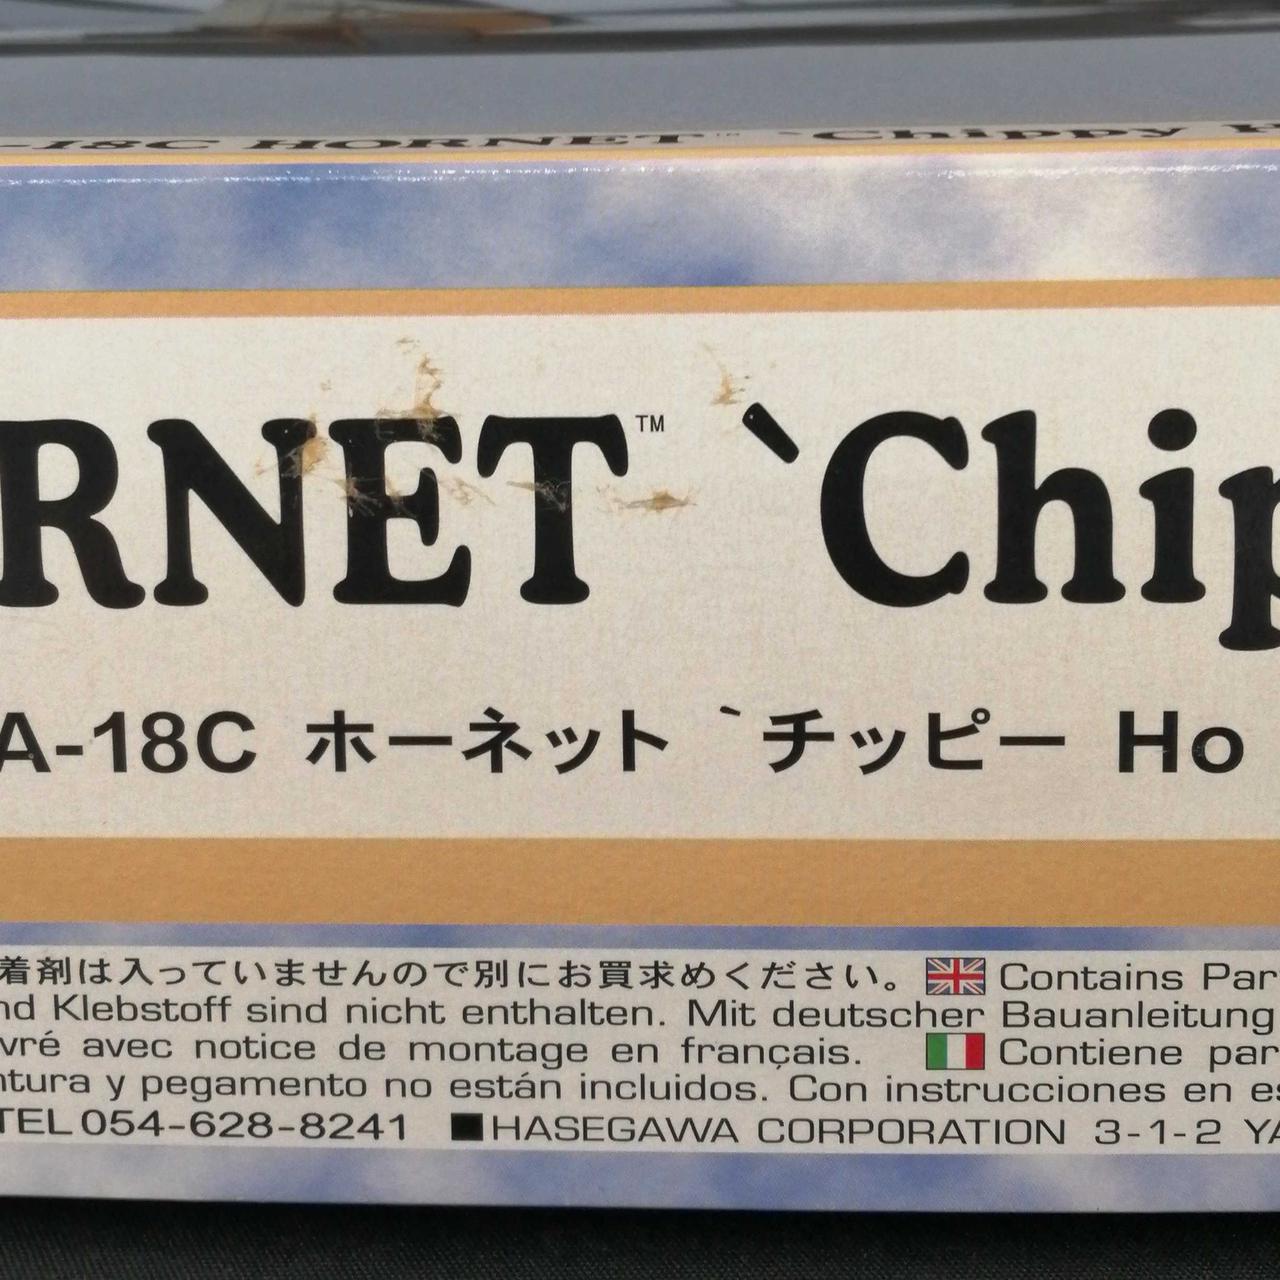 -18C HORNET™ `Chippy H
RNET™ `Chip
A-18C ホーネット `チッピー Ho
着剤は入っていませんので別にお買求めください。 Contains Par
nd Klebstoff sind nicht enthalten. Mit deutscher Bauanleitung
vré avec notice de montage en français. Contiene par
ntura y pegamento no están incluidos. Con instrucciones en es
TEL054-628-8241 ■HASEGAWA CORPORATION 3-1-2 YA